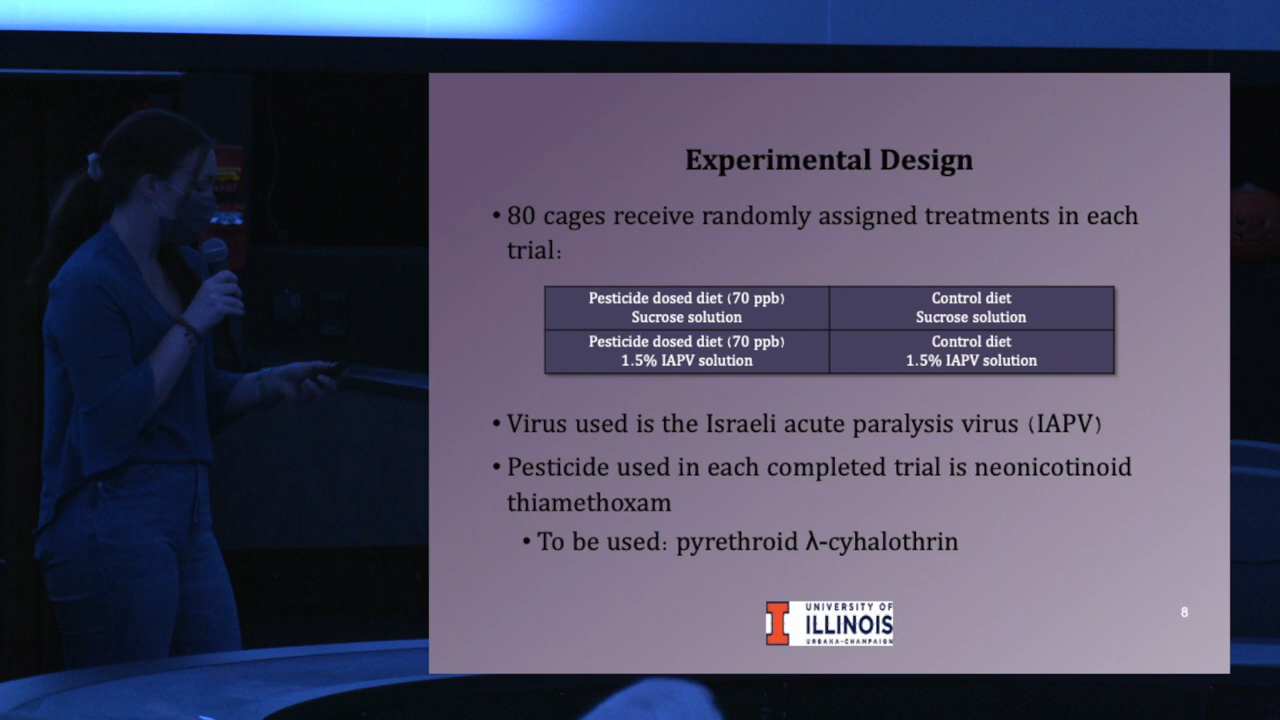 Experimental Design
• 80 cages receive randomly assigned treatments in each
trial:
Pesticide dosed diet (70 ppb)
Sucrose solution
Control diet
Sucrose solution
Pesticide dosed diet (70 ppb)
1.5% IAPV solution
Control diet
1.5% IAPV solution
• Virus used is the Israeli acute paralysis virus (IAPV)
• Pesticide used in each completed trial is neonicotinoid
thiamethoxam
• To be used: pyrethroid λ-cyhalothrin
UNIVERSITY OF
ILLINOIS
URBANA-CHAMPAIGN
8